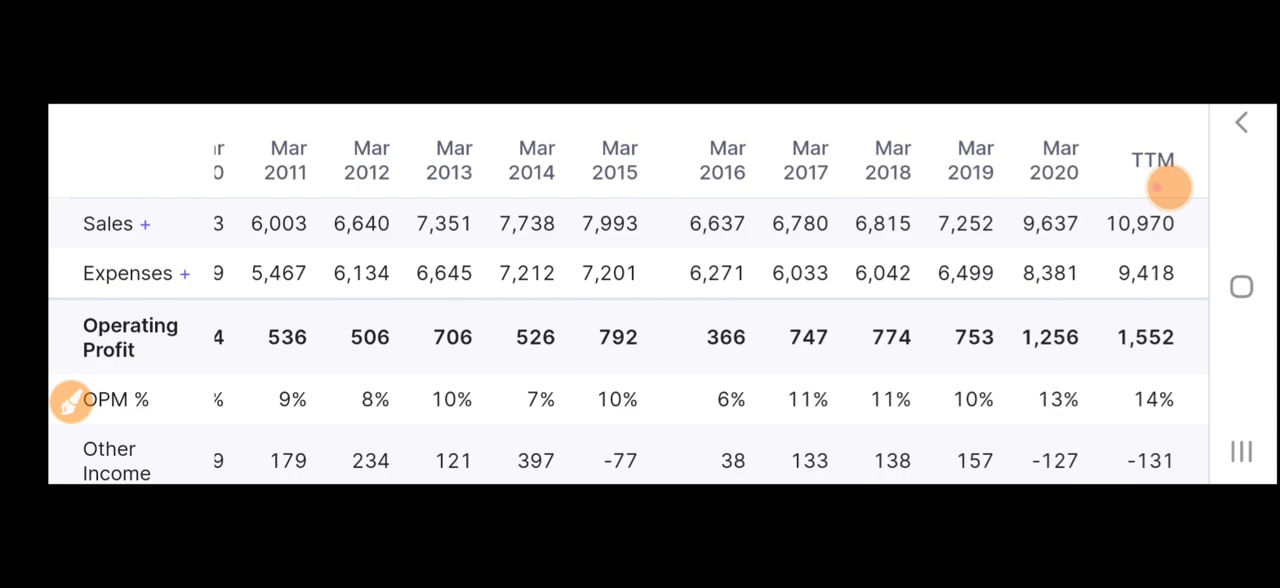 Mar Mar Mar Mar Mar Mar Mar Mar Mar Mar TTM
0 2011 2012 2013 2014 2015 2016 2017 2018 2019 2020
Sales + 3 6,003 6,640 7,351 7,738 7,993 6,637 6,780 6,815 7,252 9,637 10,970
Expenses + 9 5,467 6,134 6,645 7,212 7,201 6,271 6,033 6,042 6,499 8,381 9,418
Operating
Profit 4 536 506 706 526 792 366 747 774 753 1,256 1,552
OPM % % 9% 8% 10% 7% 10% 6% 11% 11% 10% 13% 14%
Other
Income 9 179 234 121 397 -77 38 133 138 157 -127 -131